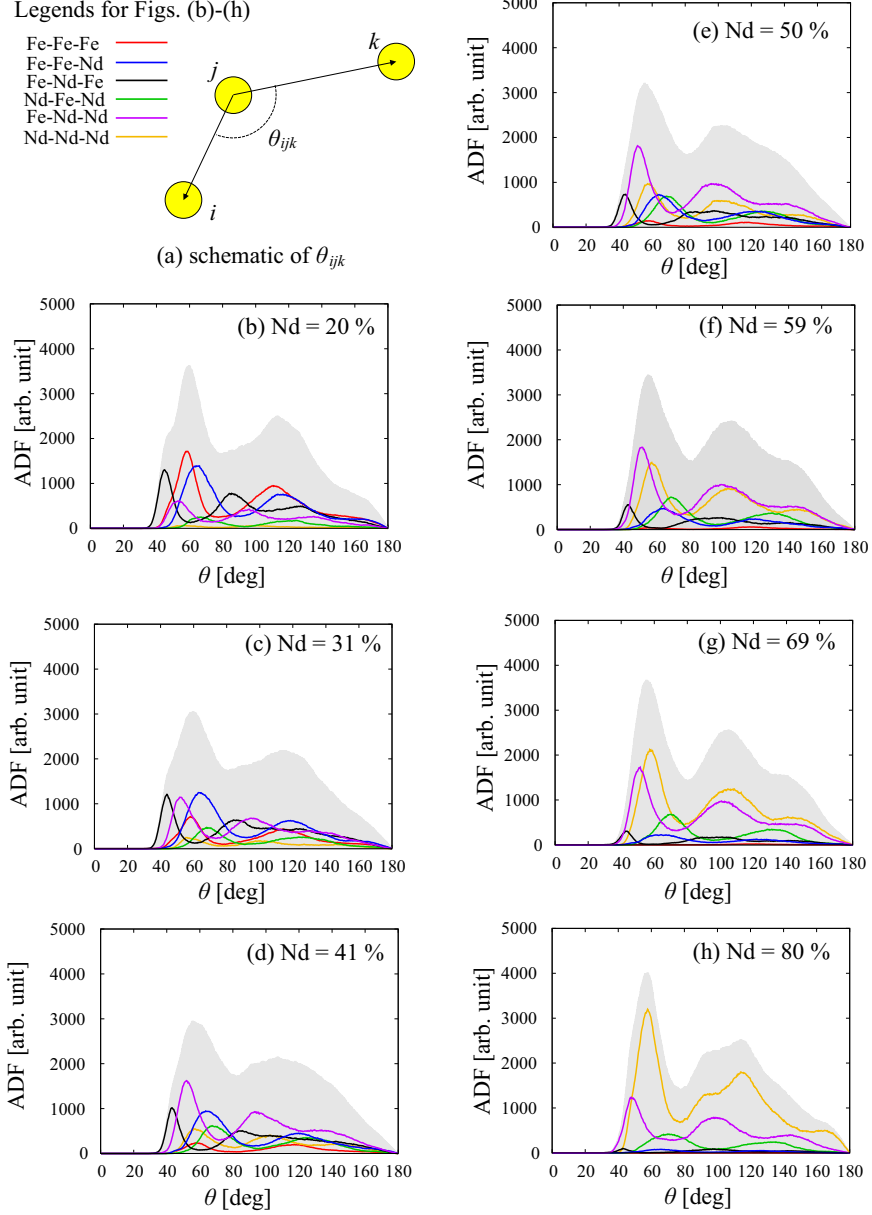 Legends for Figs. (b)-(h)
Fe-Fe-Fe
Fe-Fe-Nd
Fe-Nd-Fe
Nd-Fe-Nd
Fe-Nd-Nd
Nd-Nd-Nd
j
k
θijk
i
(a) schematic of θijk
(e) Nd = 50 %
ADF [arb. unit]
5000
4000
3000
2000
1000
0
0 20 40 60 80 100 120 140 160 180
θ [deg]
(b) Nd = 20 %
ADF [arb. unit]
5000
4000
3000
2000
1000
0
0 20 40 60 80 100 120 140 160 180
θ [deg]
(f) Nd = 59 %
ADF [arb. unit]
5000
4000
3000
2000
1000
0
0 20 40 60 80 100 120 140 160 180
θ [deg]
(c) Nd = 31 %
ADF [arb. unit]
5000
4000
3000
2000
1000
0
0 20 40 60 80 100 120 140 160 180
θ [deg]
(g) Nd = 69 %
ADF [arb. unit]
5000
4000
3000
2000
1000
0
0 20 40 60 80 100 120 140 160 180
θ [deg]
(d) Nd = 41 %
ADF [arb. unit]
5000
4000
3000
2000
1000
0
0 20 40 60 80 100 120 140 160 180
θ [deg]
(h) Nd = 80 %
ADF [arb. unit]
5000
4000
3000
2000
1000
0
0 20 40 60 80 100 120 140 160 180
θ [deg]